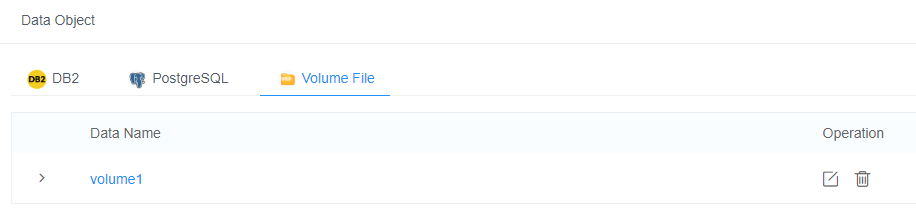 Data Object
DB2 DB2 PostgreSQL Volume File
Data Name Operation
volume1